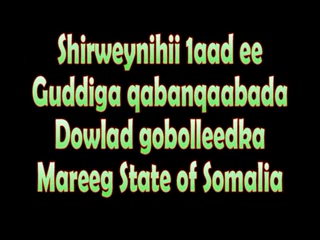 Shirweynihii 1aad ee
Guddiga qabanqaabada
Dowlad gobolleedka
Mareeg State of Somalia